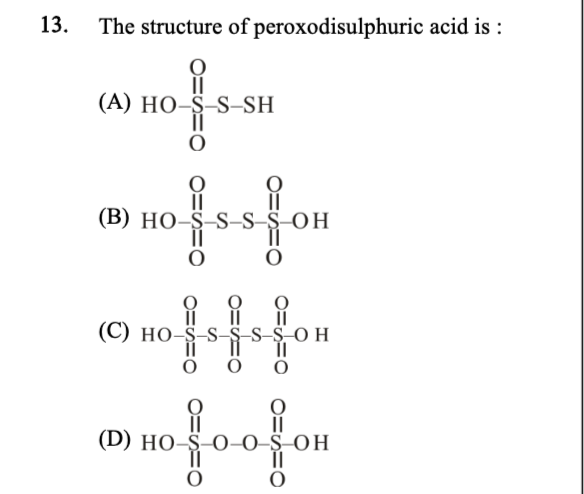 13. The structure of peroxodisulphuric acid is :
O
||
(A) HO–S–S–SH
||
O
O O
|| ||
(B) HO–S–S–S–S–OH
|| ||
O O
O O O
|| || ||
(C) HO–S–S–S–S–S–O H
|| || ||
O O O
O O
|| ||
(D) HO–S–O–O–S–OH
|| ||
O O